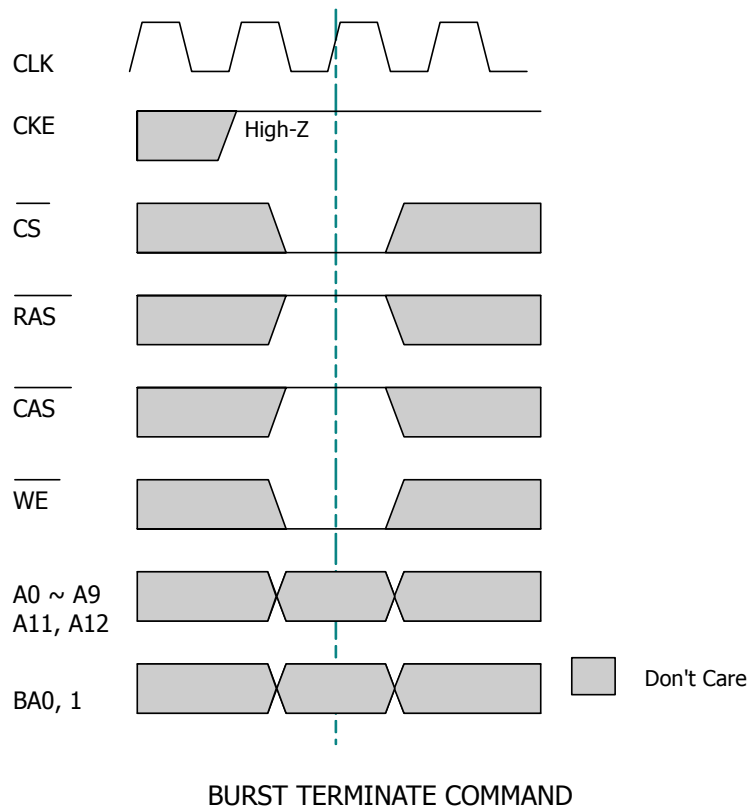 CLK
CKE
High-Z
CS
RAS
CAS
WE
A0 ~ A9
A11, A12
BA0, 1
Don't Care
BURST TERMINATE COMMAND